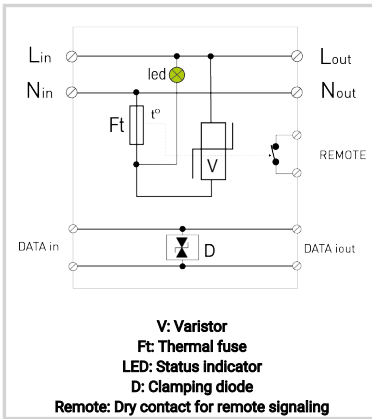 Lin
Lout
led
Nin
Nout
t°
Ft
V
REMOTE
DATA in
D
DATA iout
V: Varistor
Ft: Thermal fuse
LED: Status indicator
D: Clamping diode
Remote: Dry contact for remote signaling